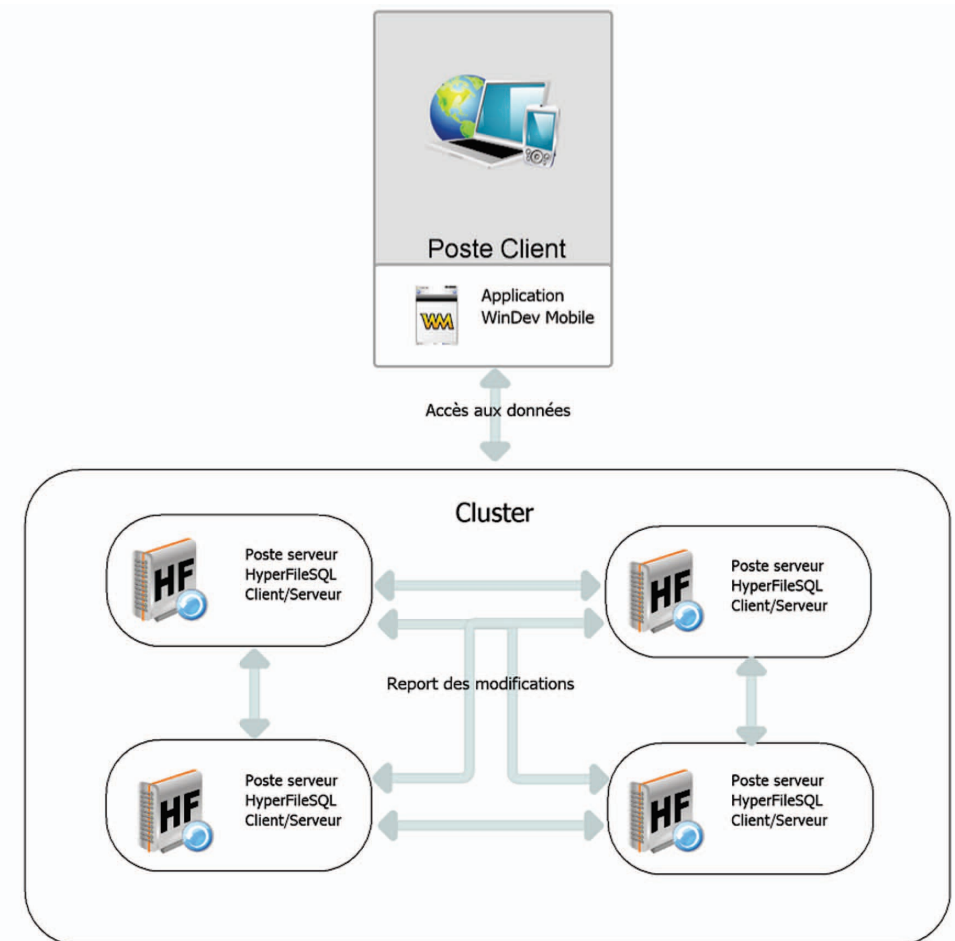 Poste Client
WM
Application
WinDev Mobile
Accès aux données
Cluster
HF
Poste serveur
HyperFileSQL
Client/Serveur
HF
Poste serveur
HyperFileSQL
Client/Serveur
Report des modifications
HF
Poste serveur
HyperFileSQL
Client/Serveur
HF
Poste serveur
HyperFileSQL
Client/Serveur